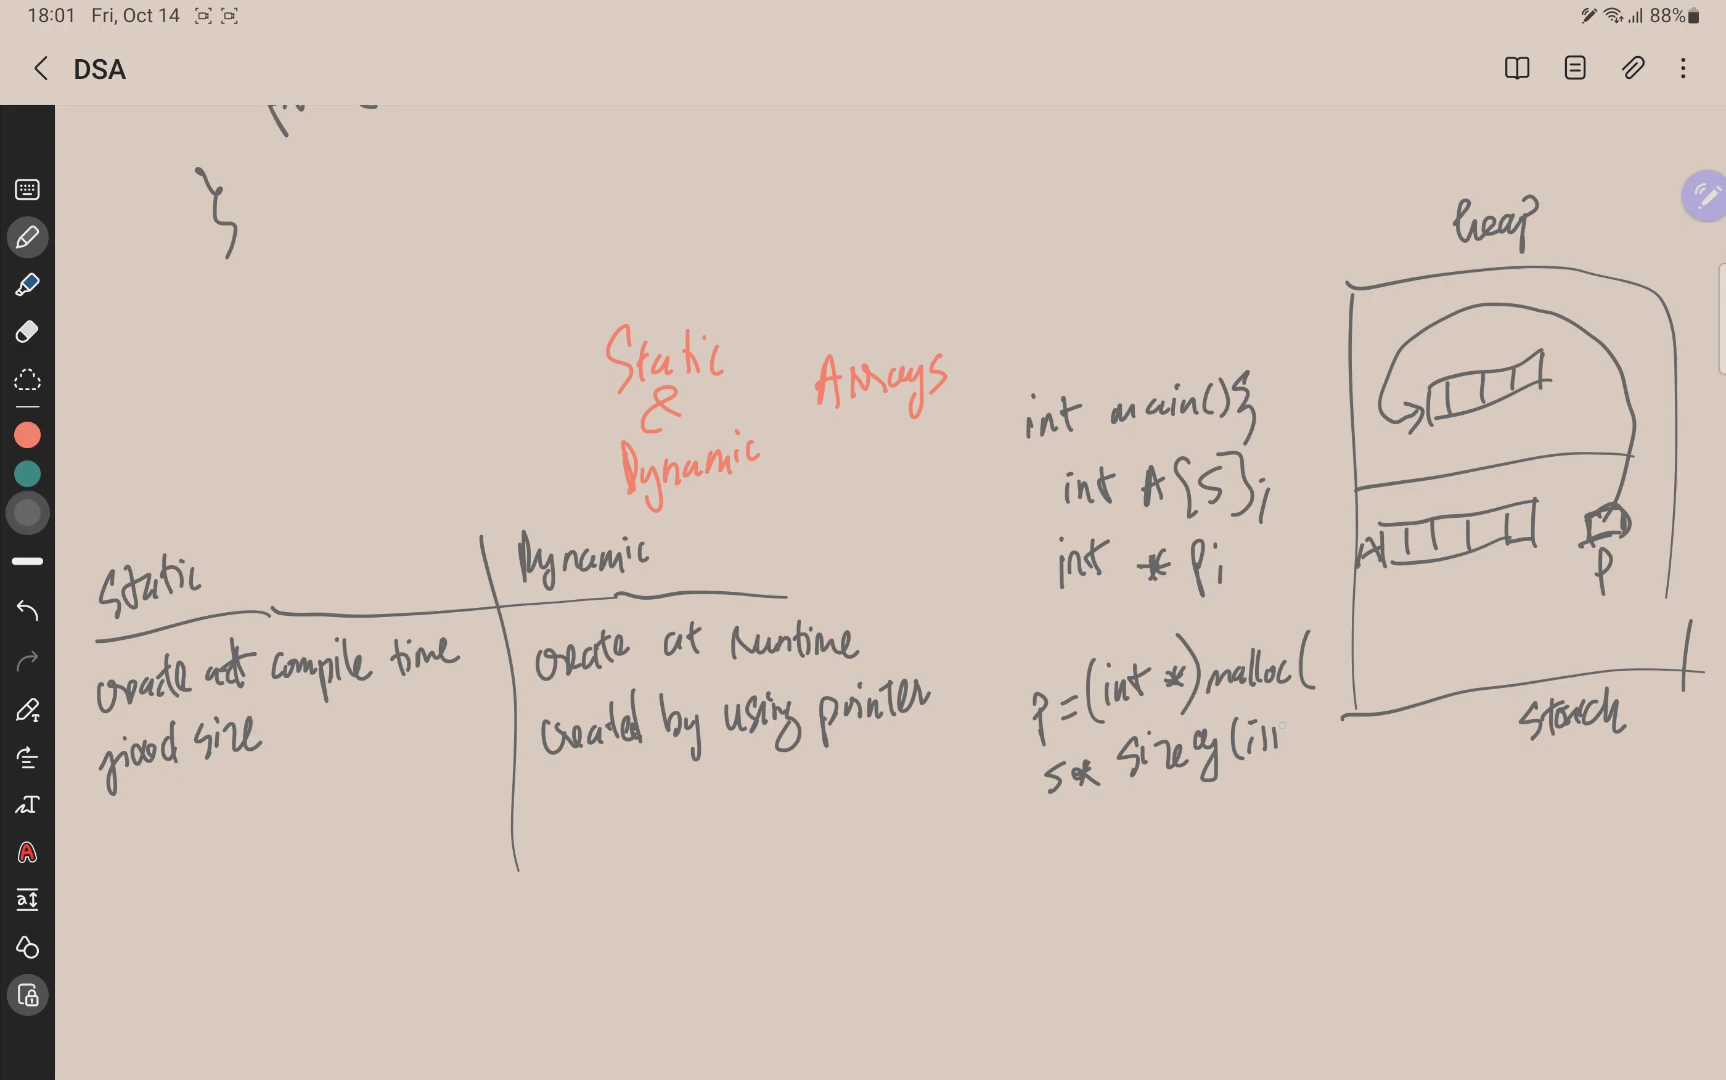 18:01 Fri, Oct 14 88%
DSA
heap
Static Arrays
&
Dynamic
int main(){
int A[5];
int * P;
A P
Static Dynamic
create at compile time create at Runtime
fixed size created by using pointer
P = (int *) malloc(
5 * sizeof (in
stack